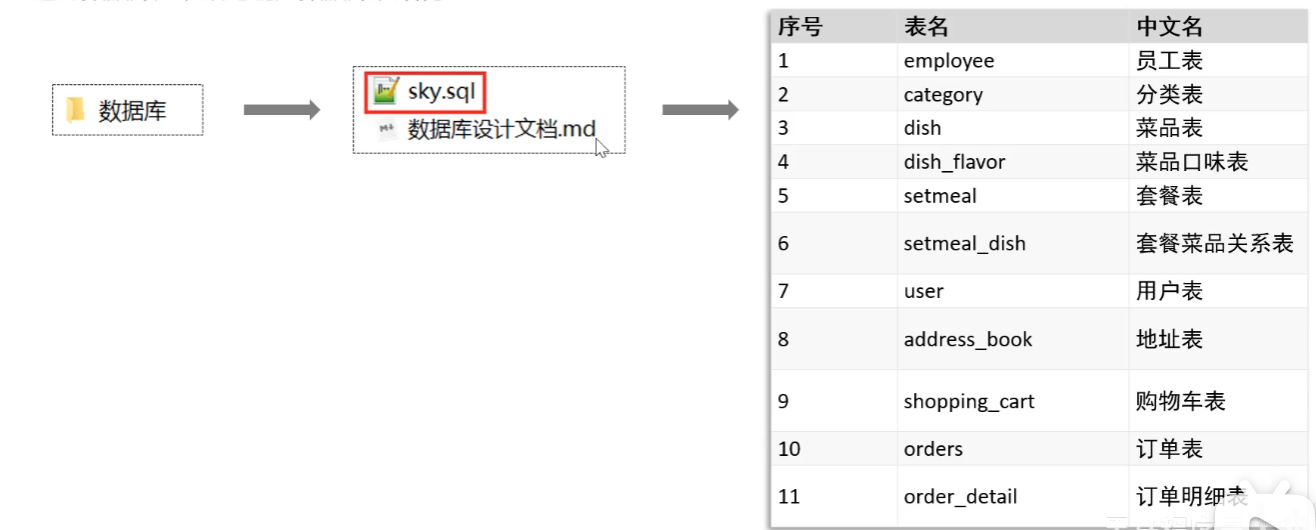 数据库
sky.sql
数据库设计文档.md
序号 表名 中文名
1 employee 员工表
2 category 分类表
3 dish 菜品表
4 dish_flavor 菜品口味表
5 setmeal 套餐表
6 setmeal_dish 套餐菜品关系表
7 user 用户表
8 address_book 地址表
9 shopping_cart 购物车表
10 orders 订单表
11 order_detail 订单明细表